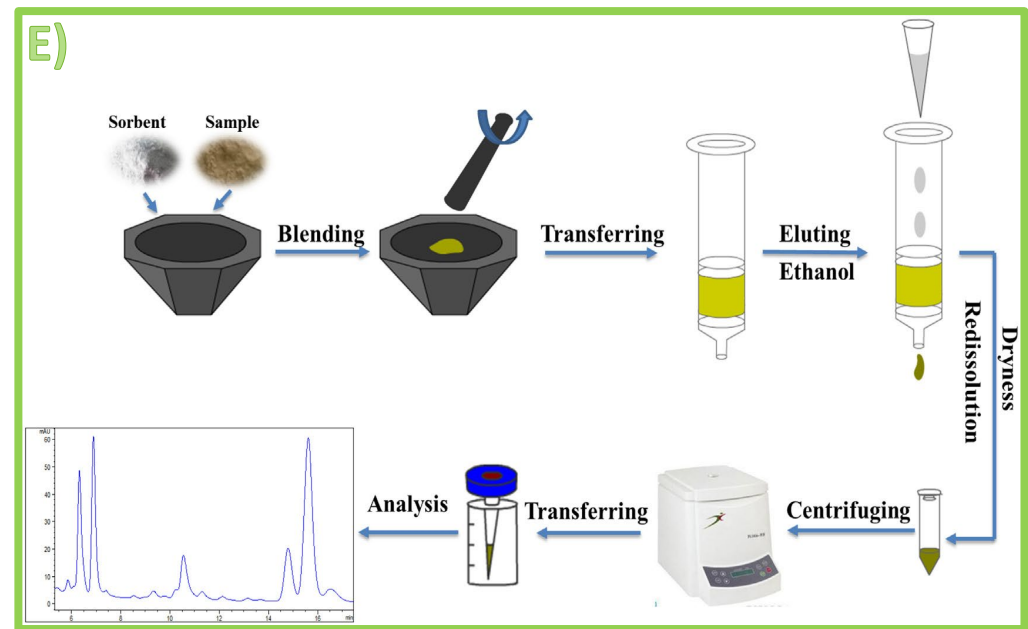 E)
Sorbent
Sample
Blending
Transferring
Eluting
Ethanol
Dryness
Redissolution
Centrifuging
Transferring
Analysis
mAU
60
50
40
30
20
10
0
6
8
10
12
14
16
min